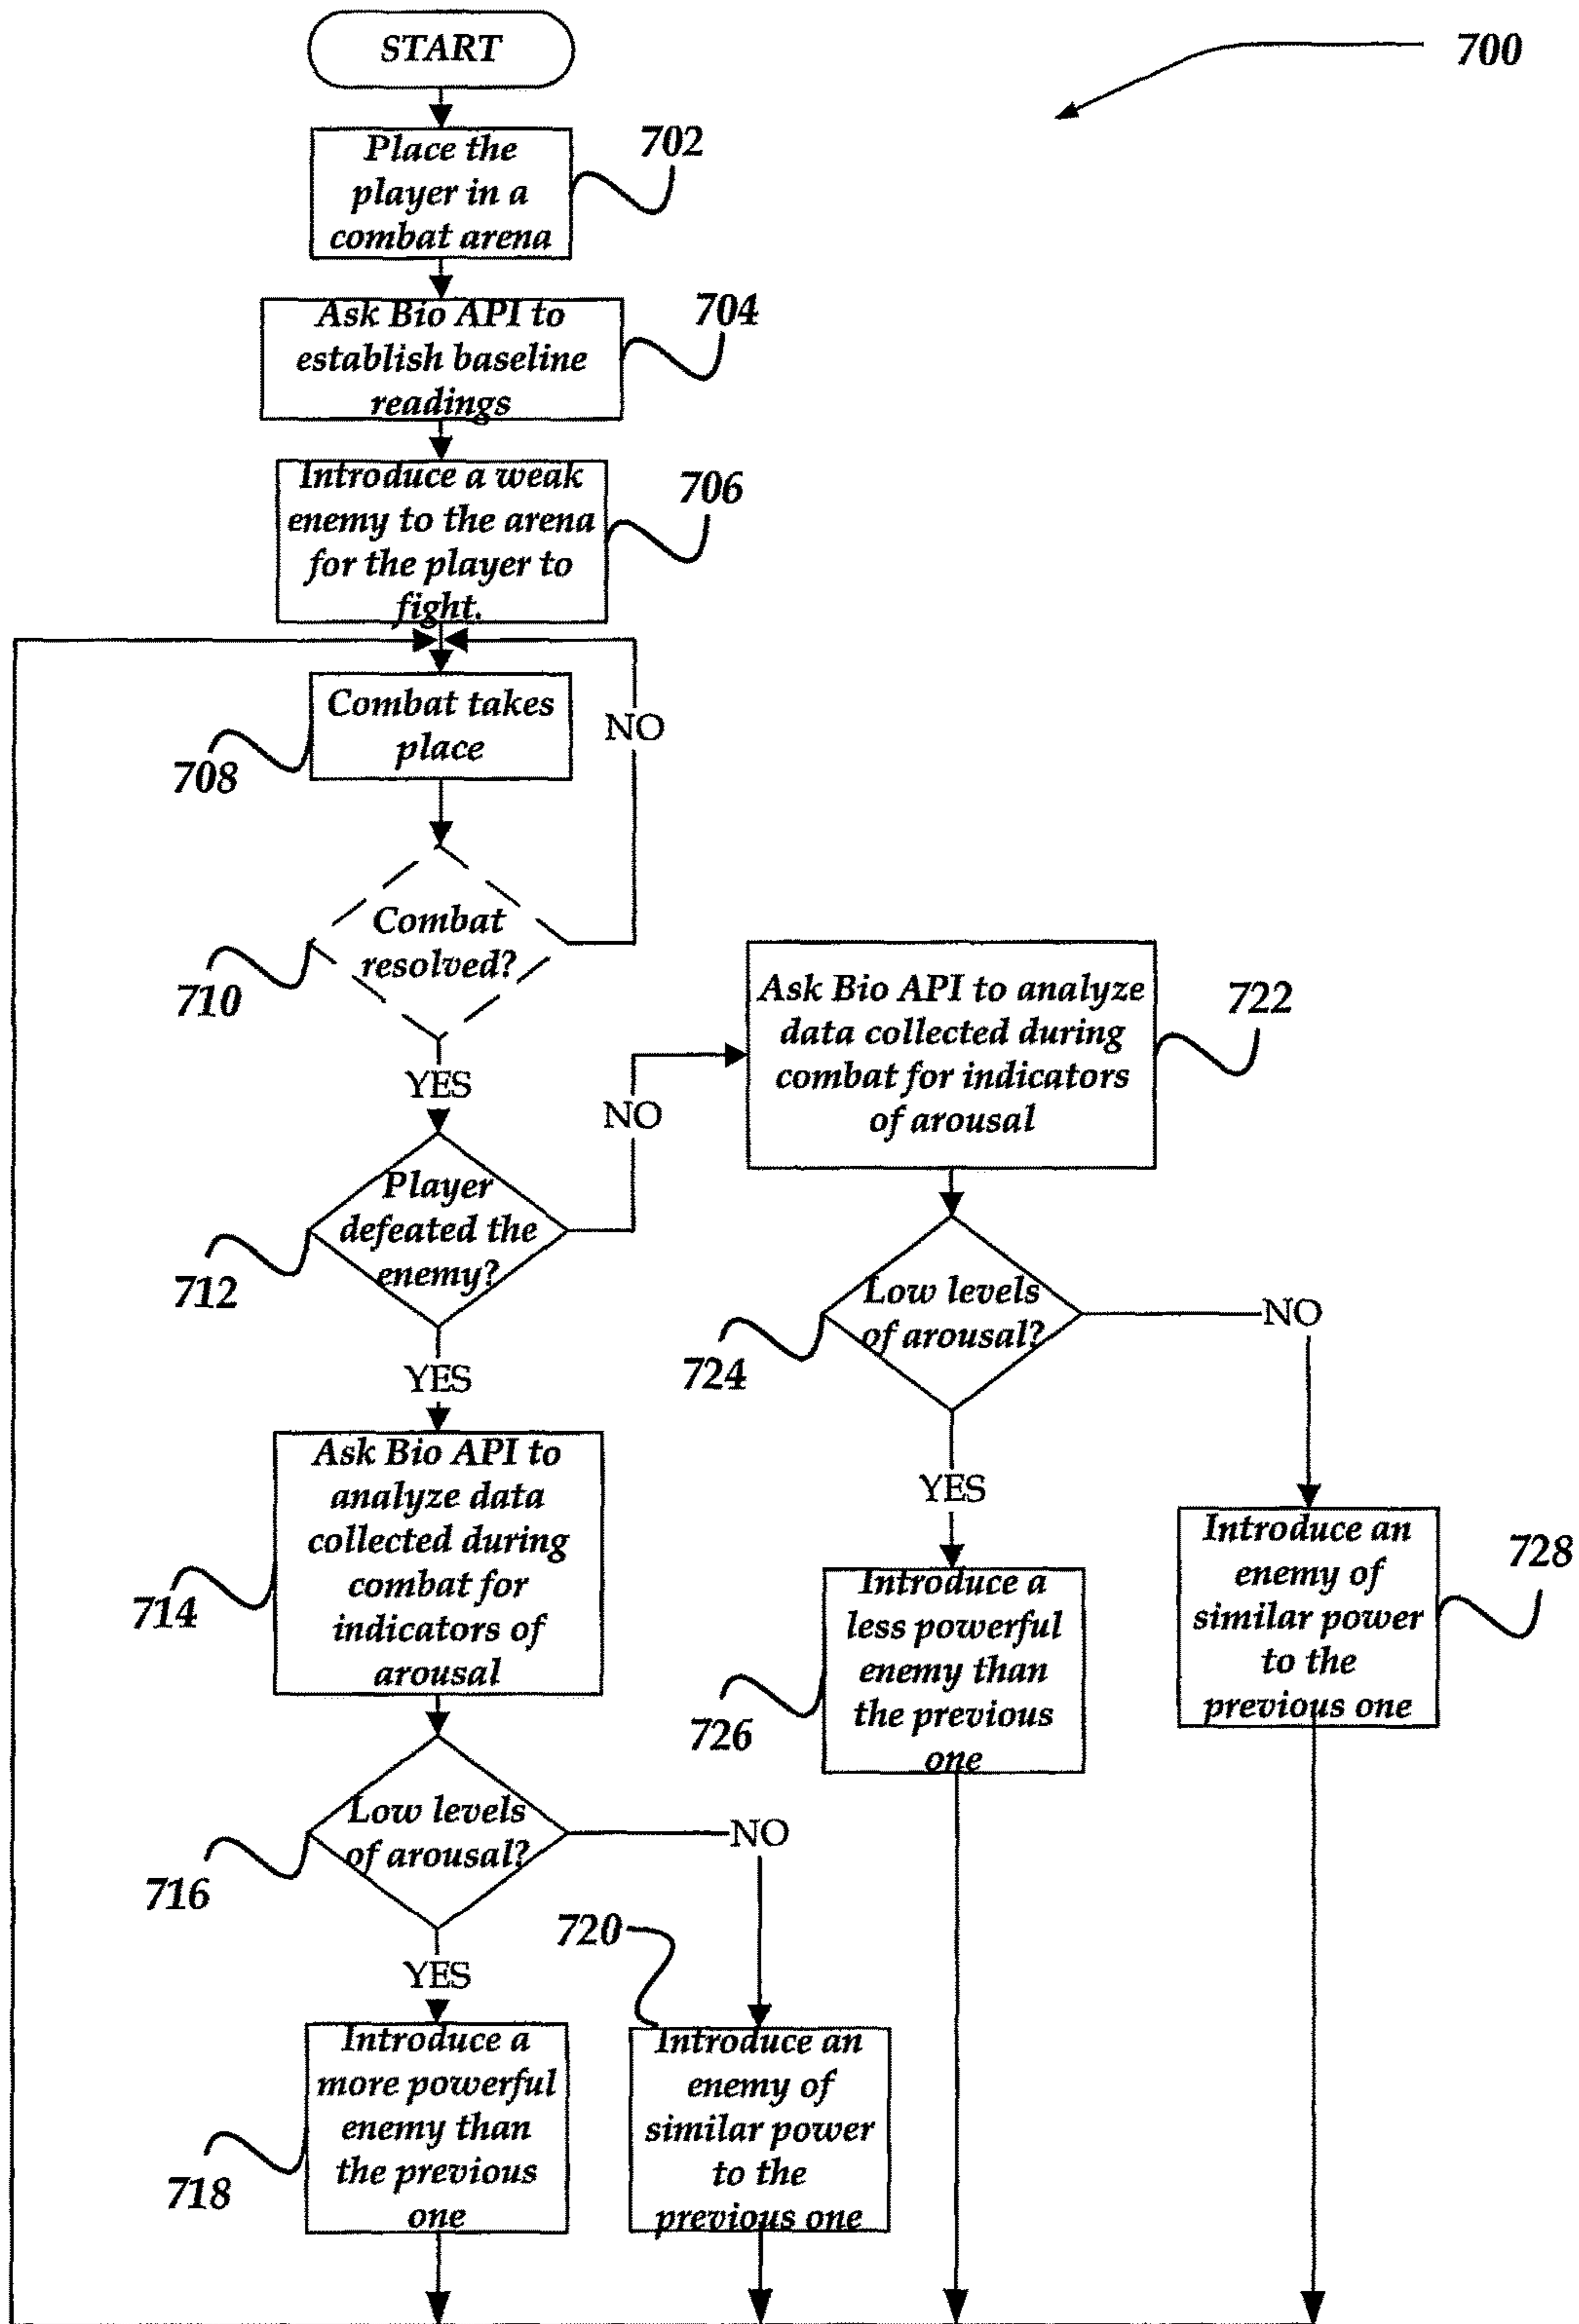 START
700
Place the
player in a
combat arena
702
Ask Bio API to
establish baseline
readings
704
Introduce a weak
enemy to the arena
for the player to
fight.
706
Combat takes
place
708
NO
Combat
resolved?
710
YES
Player
defeated the
enemy?
712
NO
YES
Ask Bio API to analyze
data collected during
combat for indicators
of arousal
722
Low levels
of arousal?
724
NO
YES
Introduce a
less powerful
enemy than
the previous
one
726
Introduce an
enemy of
similar power
to the
previous one
728
Ask Bio API to
analyze data
collected during
combat for
indicators of
arousal
714
Low levels
of arousal?
716
NO
YES
Introduce a
more powerful
enemy than
the previous
one
718
720
Introduce an
enemy of
similar power
to the
previous one